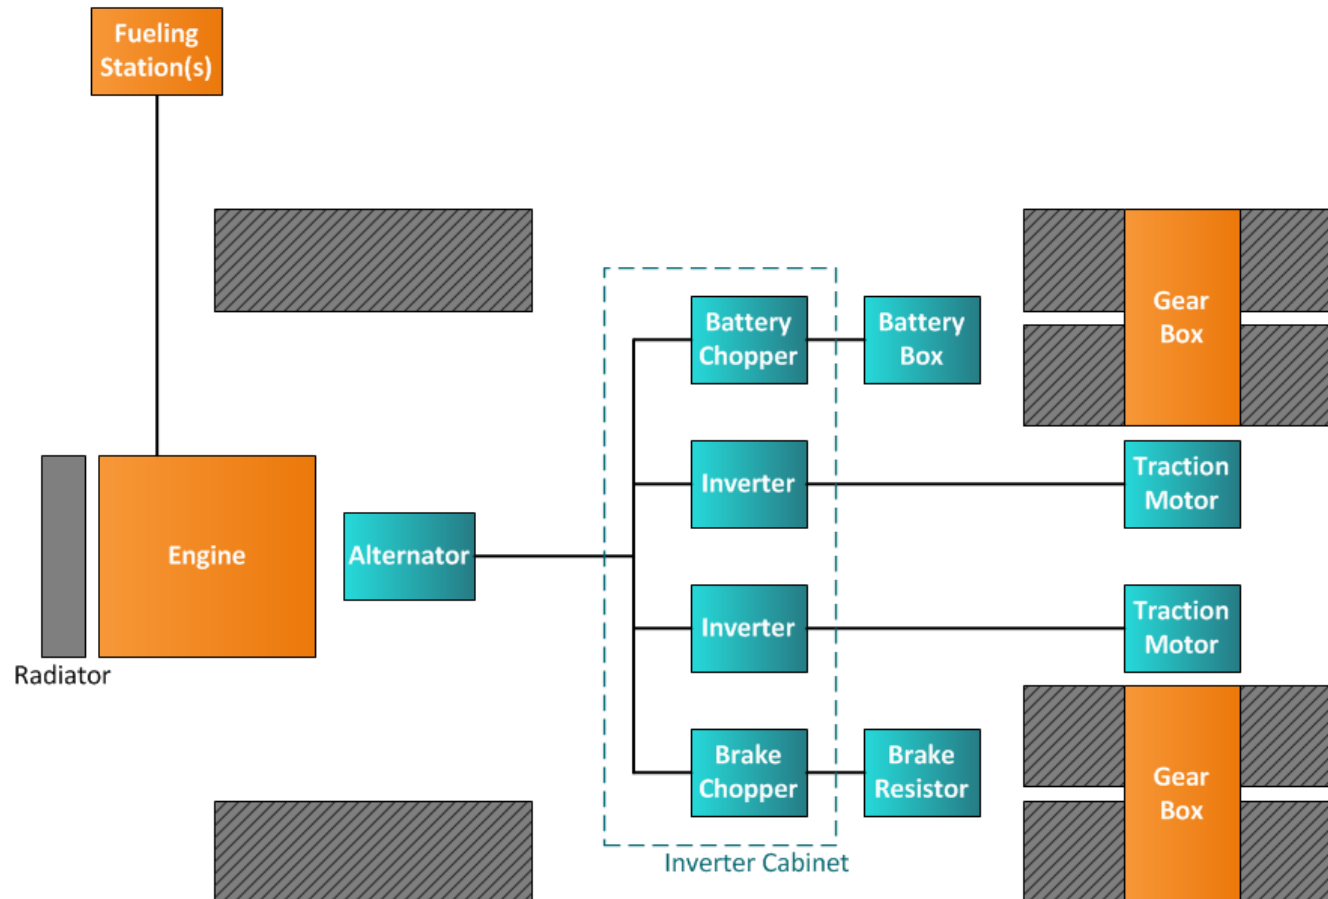 Fueling
Station(s)
Battery
Chopper
Battery
Box
Gear
Box
Inverter
Traction
Motor
Engine
Alternator
Inverter
Traction
Motor
Radiator
Brake
Chopper
Brake
Resistor
Gear
Box
Inverter Cabinet